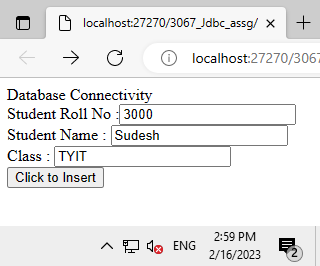 localhost:27270/3067_Jdbc_assg/
localhost:27270/3067
Database Connectivity
Student Roll No : 3000
Student Name : Sudesh
Class : TYIT
Click to Insert
ENG
2:59 PM
2/16/2023
2